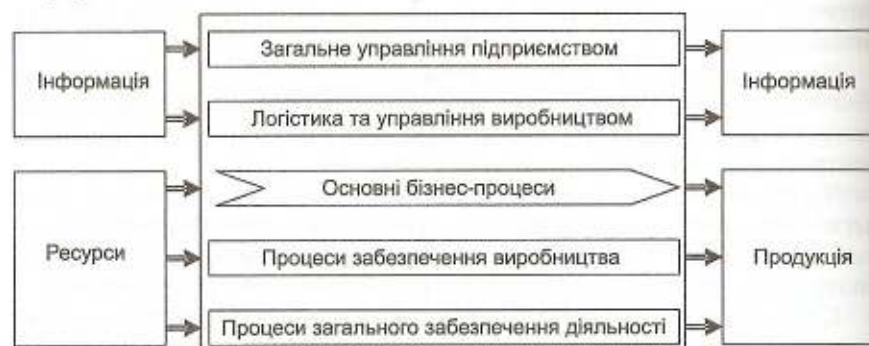 Загальне управління підприємством
Інформація
Інформація
Логістика та управління виробництвом
Основні бізнес-процеси
Ресурси
Процеси забезпечення виробництва
Продукція
Процеси загального забезпечення діяльності